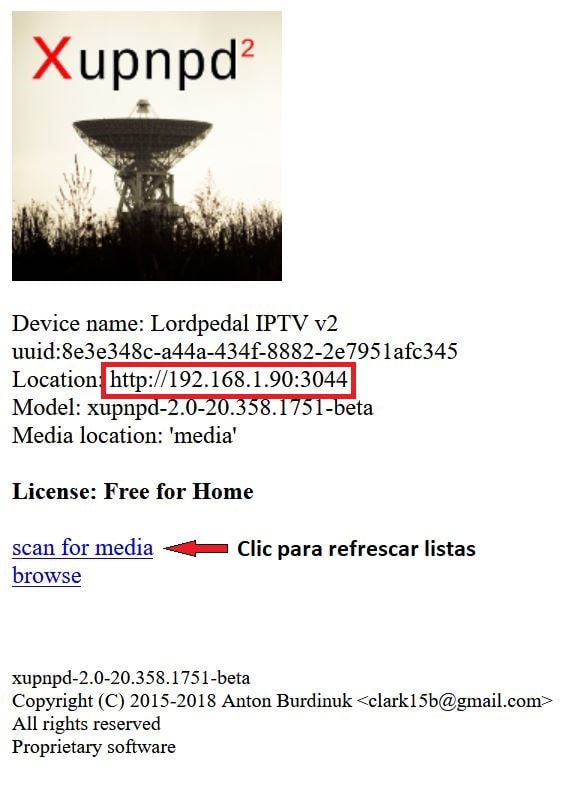 Xupnpd2
Device name: Lordpedal IPTV v2
uuid:8e3e348c-a44a-434f-8882-2e7951afc345
Location: http://192.168.1.90:3044
Model: xupnpd-2.0-20.358.1751-beta
Media location: 'media'
License: Free for Home
scan for media Clic para refrescar listas
browse
xupnpd-2.0-20.358.1751-beta
Copyright (C) 2015-2018 Anton Burdinuk <clark15b@gmail.com>
All rights reserved
Proprietary software